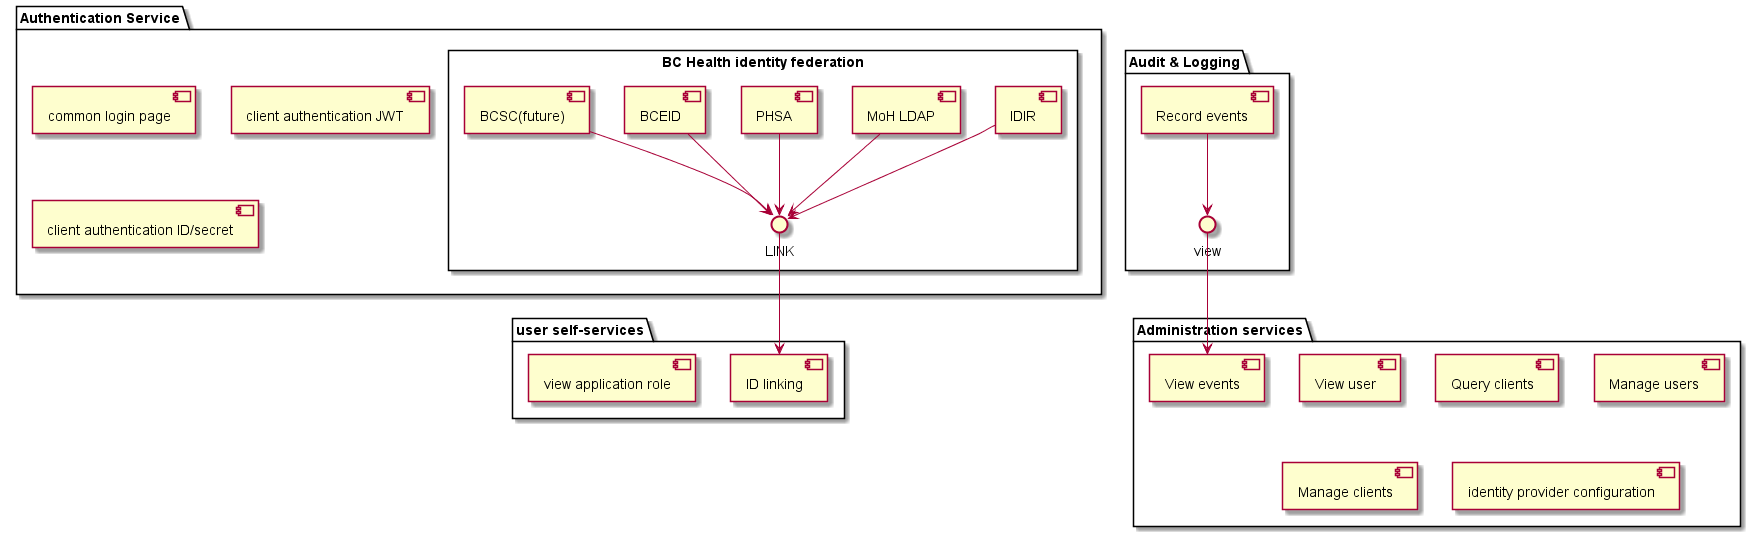 Authentication Service
BC Health identity federation
common login page
client authentication JWT
BCSC(future)
BCEID
PHSA
MoH LDAP
IDIR
client authentication ID/secret
LINK
Audit & Logging
Record events
view
user self-services
view application role
ID linking
Administration services
View events
View user
Query clients
Manage users
Manage clients
identity provider configuration